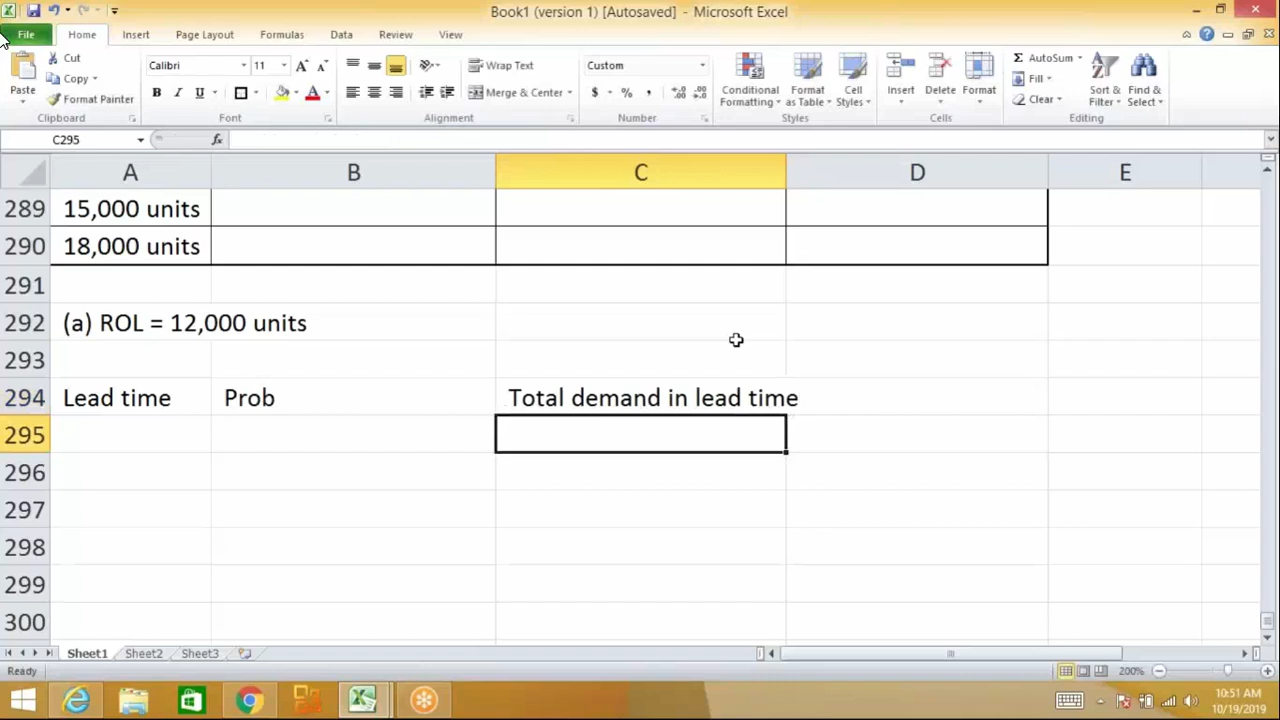 Book1 (version 1) [Autosaved] - Microsoft Excel
File Home Insert Page Layout Formulas Data Review View
Paste
Cut
Copy
Format Painter
Clipboard
Calibri 11
B I U
Font
Wrap Text
Merge & Center
Alignment
Custom
$ % ,
Number
Conditional Formatting
Format as Table
Cell Styles
Styles
Insert
Delete
Format
Cells
AutoSum
Fill
Clear
Sort & Filter
Find & Select
Editing
C295 fx
A B C D E
289 15,000 units
290 18,000 units
291
292 (a) ROL = 12,000 units
293
294 Lead time Prob Total demand in lead time
295
296
297
298
299
300
Sheet1 Sheet2 Sheet3
Ready 200%
10:51 AM
10/19/2019